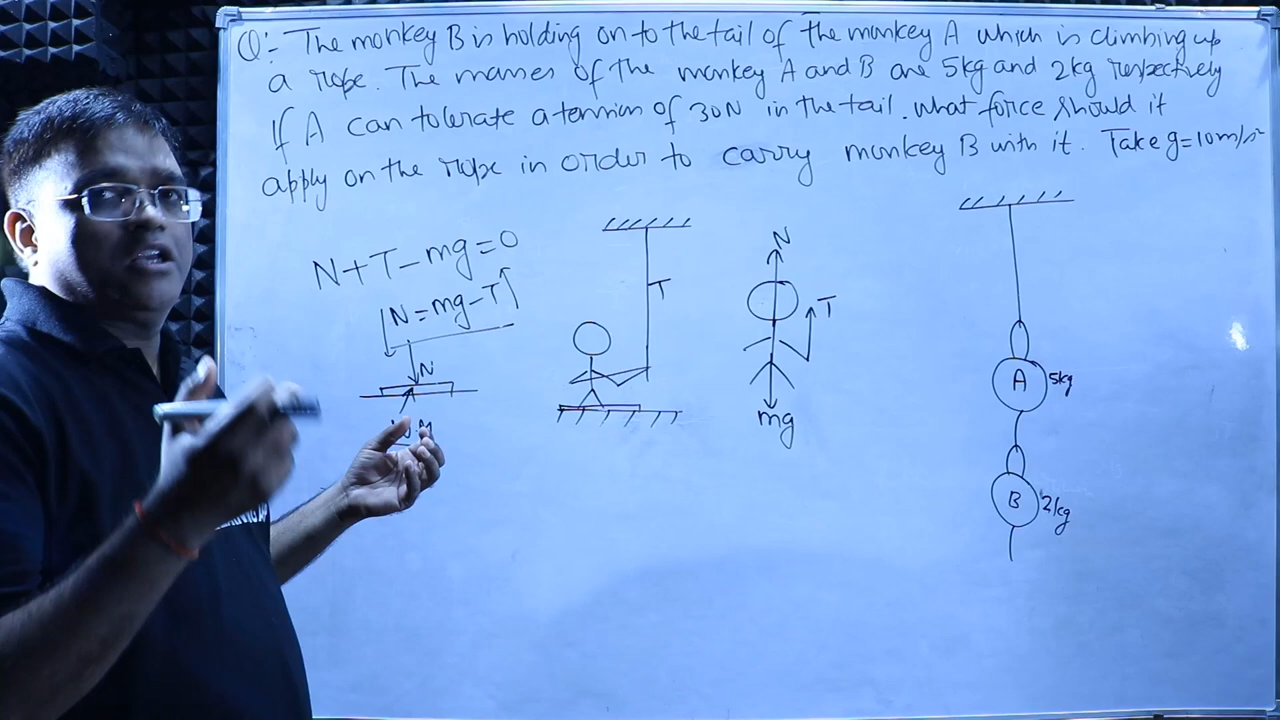 Q:- The monkey B is holding on to the tail of the monkey A which is climbing up
a rope. The masses of the monkey A and B are 5kg and 2kg respectively
If A can tolerate a tension of 30N in the tail. what force should it
apply on the rope in order to carry monkey B with it. Take g=10m/s²
N+T-mg=0
N=mg-T
N
T
N
T
mg
A 5kg
B 2kg